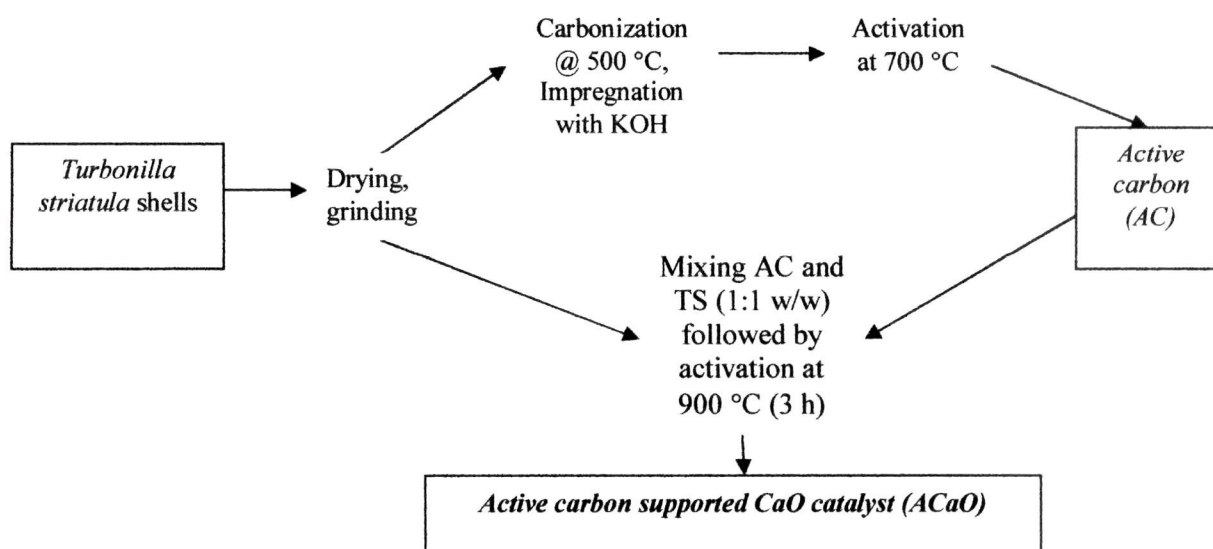 Carbonization
@ 500 °C,
Impregnation
with KOH
Activation
at 700 °C
Turbonilla
striatula shells
Drying,
grinding
Active
carbon
(AC)
Mixing AC and
TS (1:1 w/w)
followed by
activation at
900 °C (3 h)
Active carbon supported CaO catalyst (ACaO)